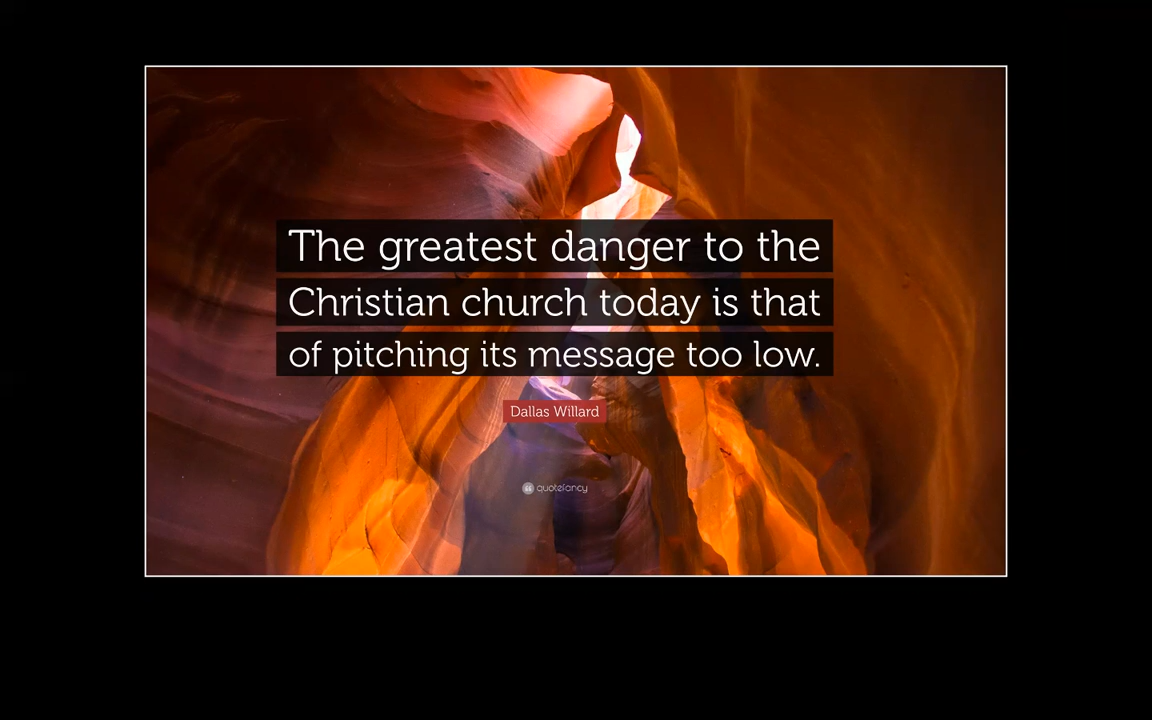 The greatest danger to the
Christian church today is that
of pitching its message too low.
Dallas Willard
quotefancy